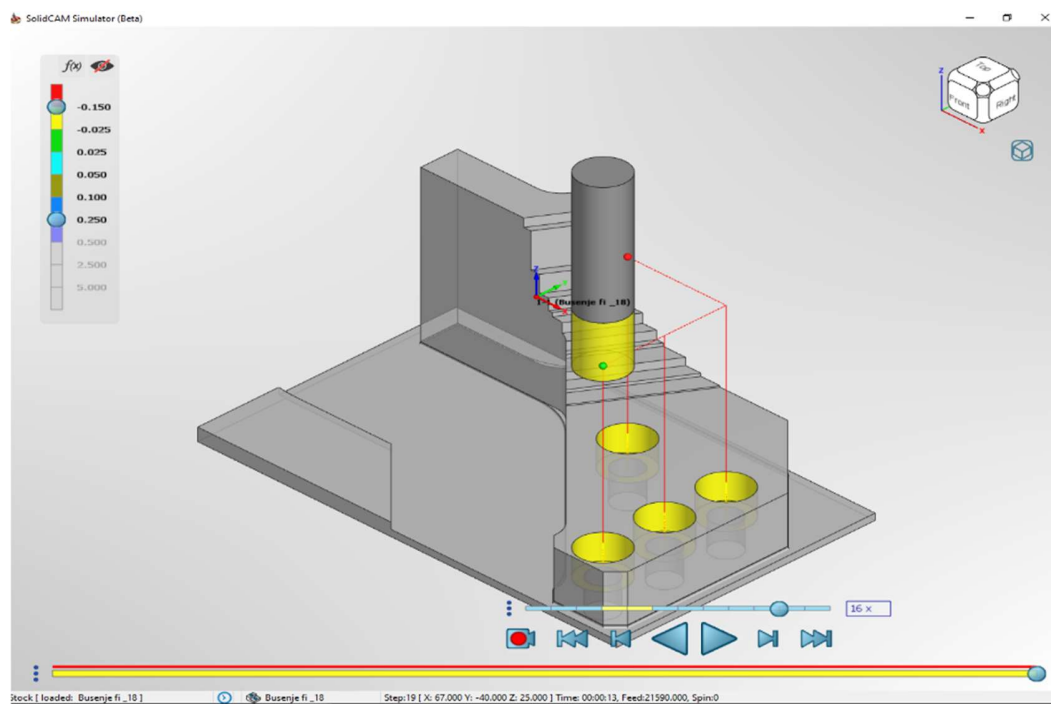 SolidCAM Simulator (Beta)
f(x)
-0.150
-0.025
0.025
0.050
0.100
0.250
0.500
2.500
5.000
Z
Top
Front
Right
X
Z
Y
(Busenje fi _18)
X
16 x
Stock [ loaded: Busenje fi _18 ]
Busenje fi _18
Step:19 [ X: 67.000 Y: -40.000 Z: 25.000 ] Time: 00:00:13, Feed:21590.000, Spin:0